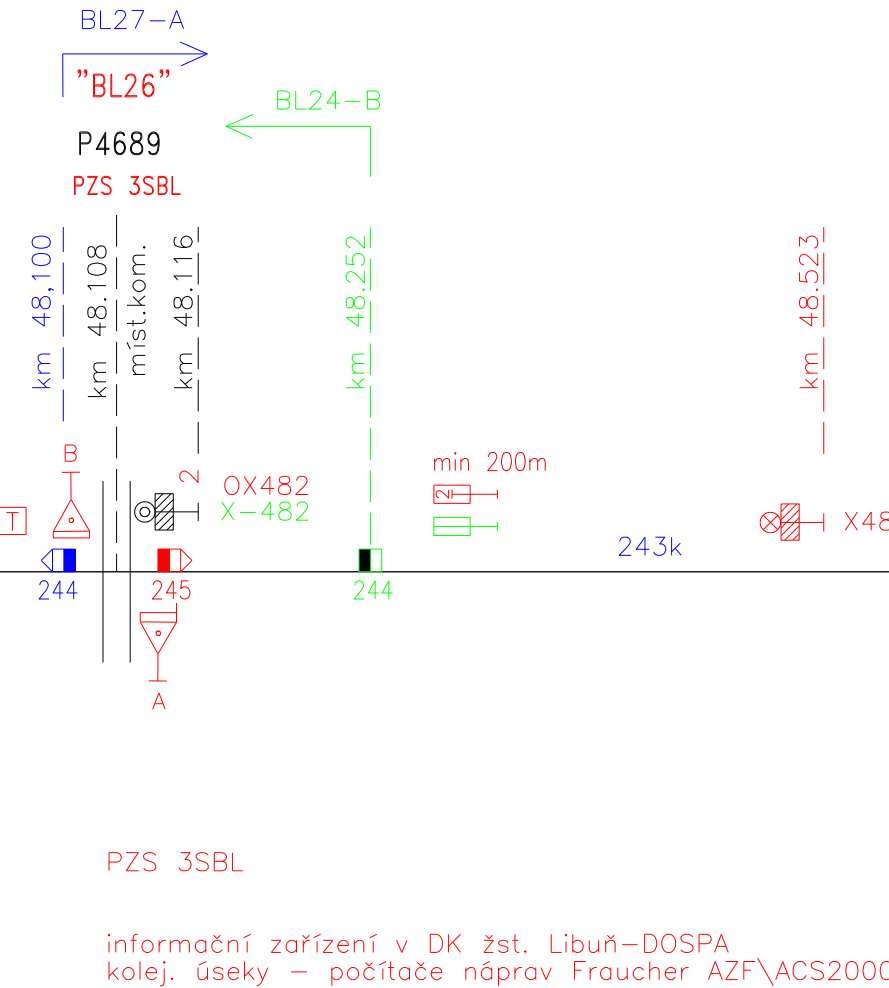 BL27-A
"BL26"
BL24-B
P4689
PZS 3SBL
km 48,100
km 48.108
míst.kom.
km 48.116
km 48.252
km 48.523
B
2
OX482
X-482
min 200m
2
T
X48
243k
244
245
244
A
PZS 3SBL
informační zařízení v DK žst. Libuň-DOSPA
kolej. úseky - počítače náprav Fraucher AZF\ACS2000